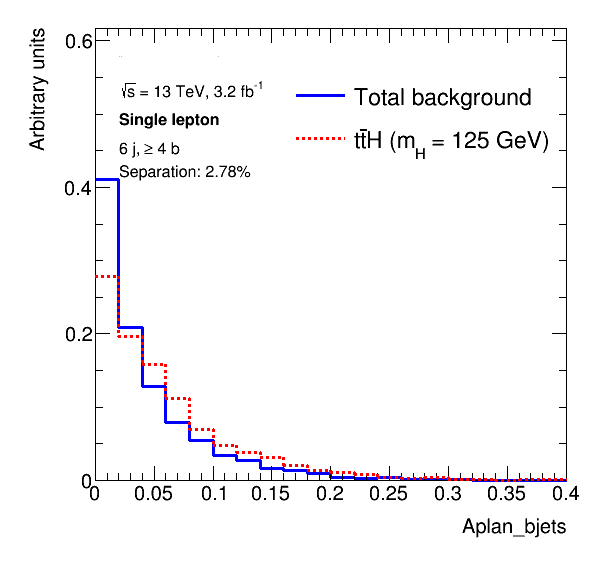 Arbitrary units
0.6
0.4
0.2
0
√s = 13 TeV, 3.2 fb⁻¹
Single lepton
6 j, ≥ 4 b
Separation: 2.78%
Total background
tt̄H (m_H = 125 GeV)
0 0.05 0.1 0.15 0.2 0.25 0.3 0.35 0.4
Aplan_bjets